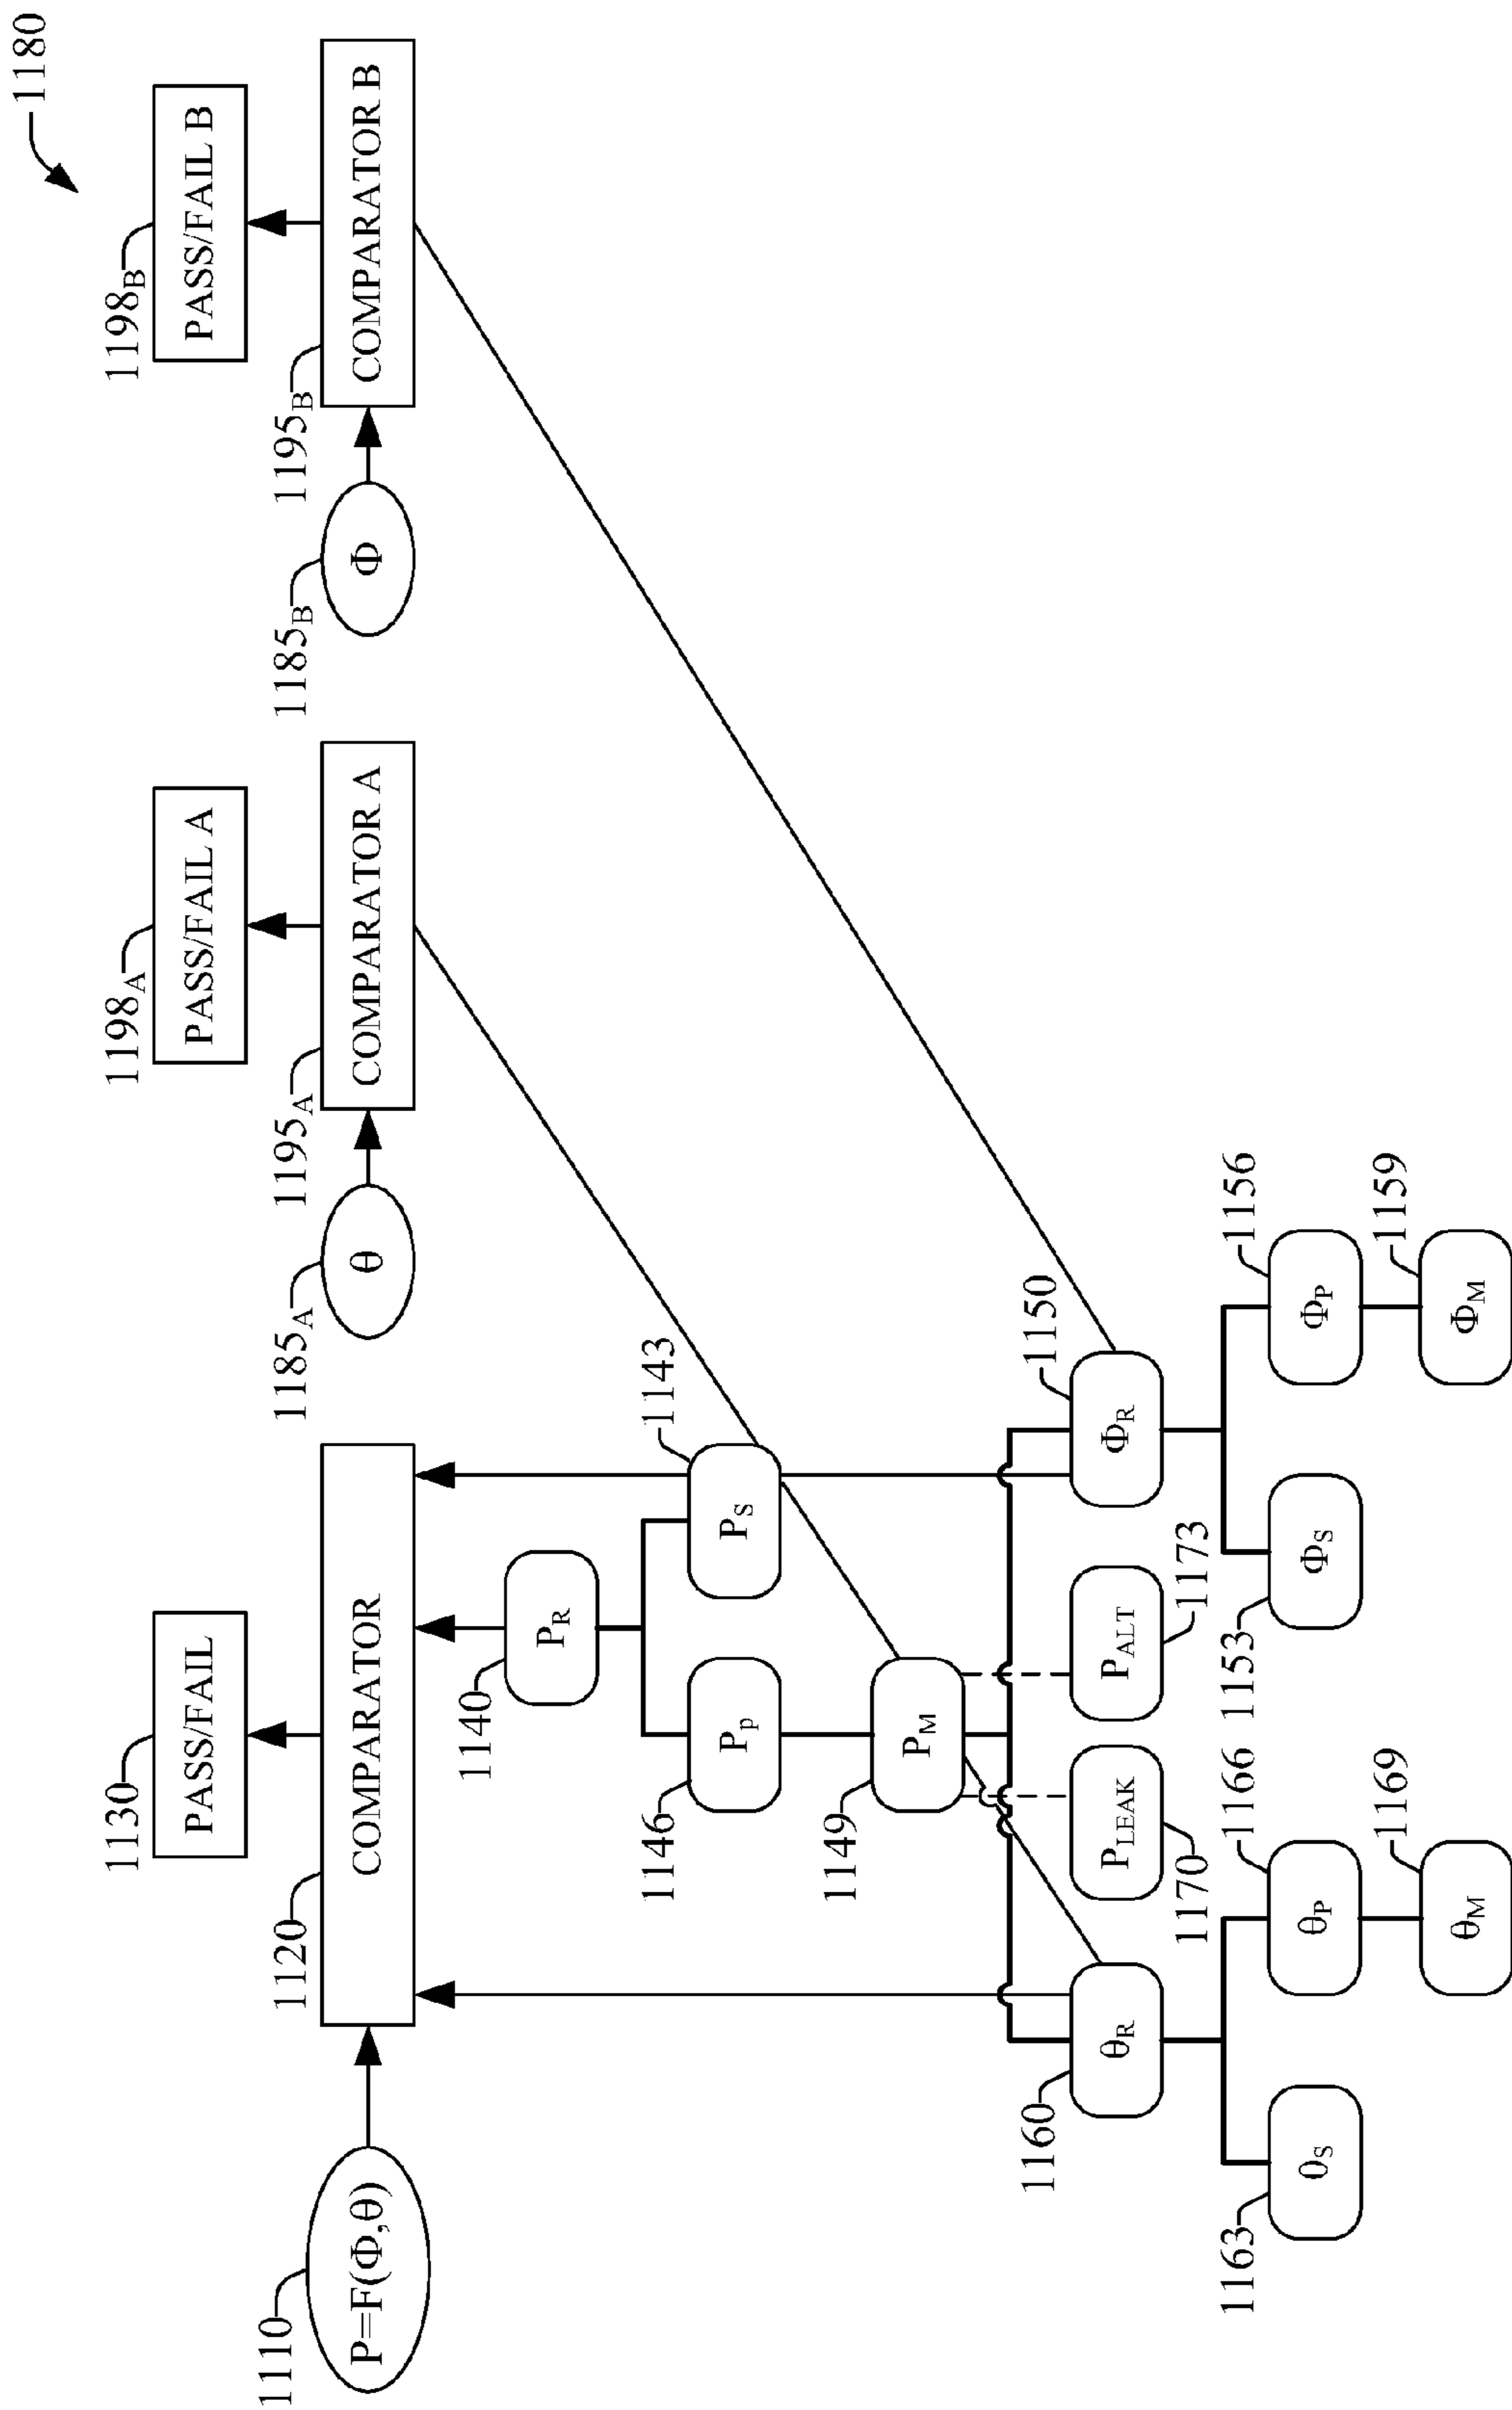 1180
1130
PASS/FAIL
1198A
PASS/FAIL A
1198B
PASS/FAIL B
1110
P=F(Φ,θ)
1120
COMPARATOR
1185A
θ
1195A
COMPARATOR A
1185B
Φ
1195B
COMPARATOR B
1140
PR
1146
Pp
PS
1143
1149
PM
1160
θR
PLEAK
1170
PALT
1173
ΦR
1150
1163
θS
θP
1166
1153
ΦS
ΦP
1156
θM
1169
ΦM
1159